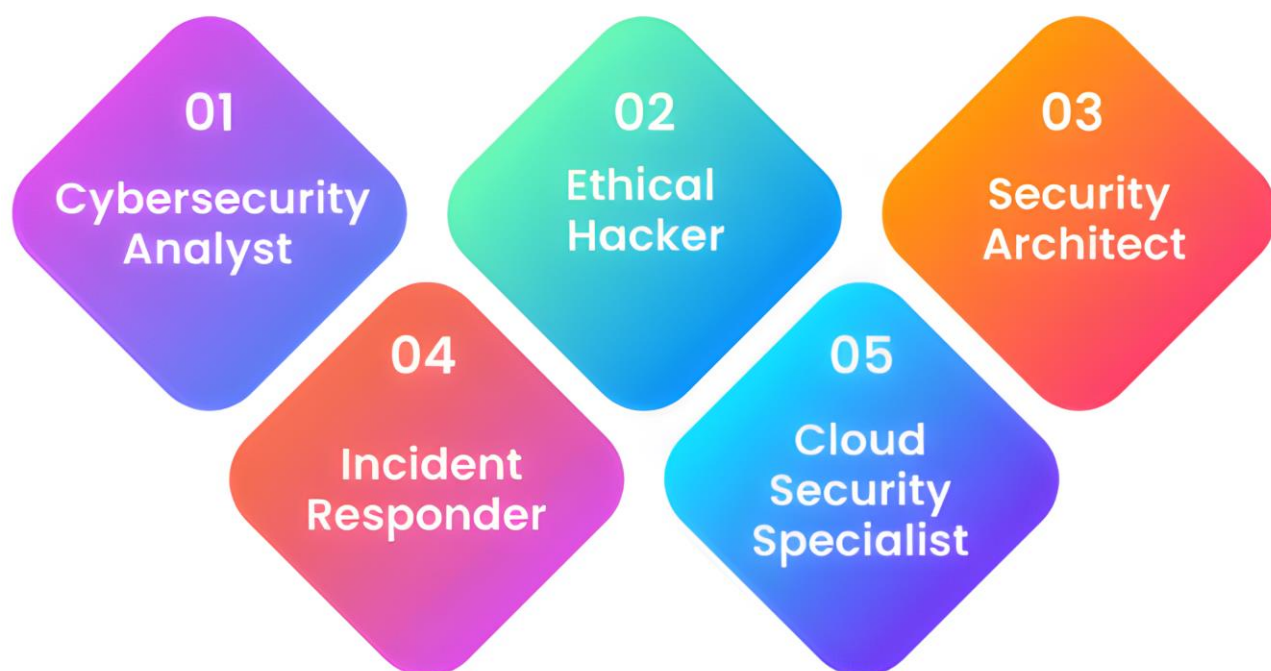 01
Cybersecurity
Analyst
02
Ethical
Hacker
03
Security
Architect
04
Incident
Responder
05
Cloud
Security
Specialist